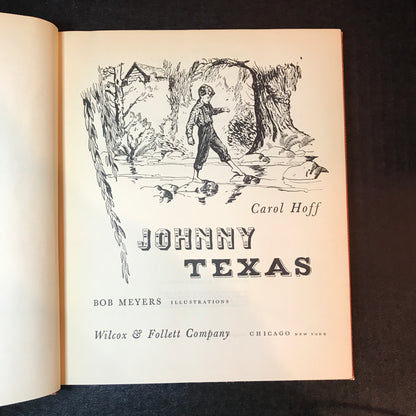 Carol Hoff
JOHNNY
TEXAS
BOB MEYERS ILLUSTRATIONS
Wilcox & Follett Company CHICAGO NEW YORK